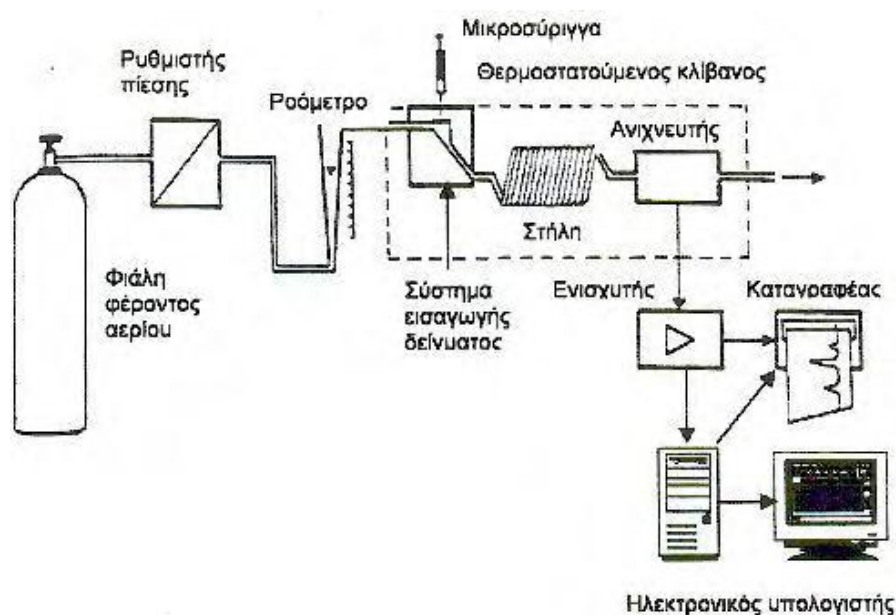 Μικροσύριγγα
Ρυθμιστής
πίεσης
Θερμοστατούμενος κλίβανος
Ροόμετρο
Ανιχνευτής
Στήλη
Φιάλη
φέροντος
αερίου
Σύστημα
εισαγωγής
δείγματος
Ενισχυτής
Καταγραφέας
Ηλεκτρονικός υπολογιστής